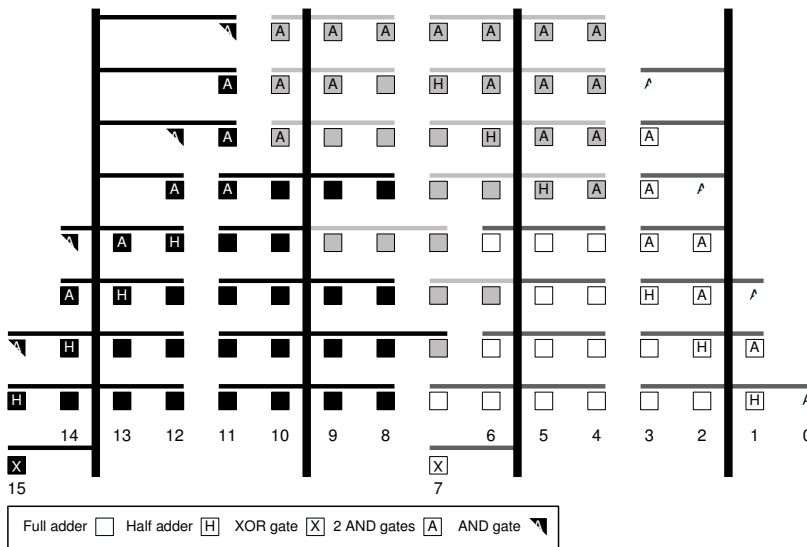 A A A A A A A A
A A A H A A A A
A A A H A A A
A A H A A A
A A H A A
A H H A A
A H H A
H H A
14 13 12 11 10 9 8 6 5 4 3 2 1 0
X X
15 7
Full adder Half adder H XOR gate X 2 AND gates A AND gate A